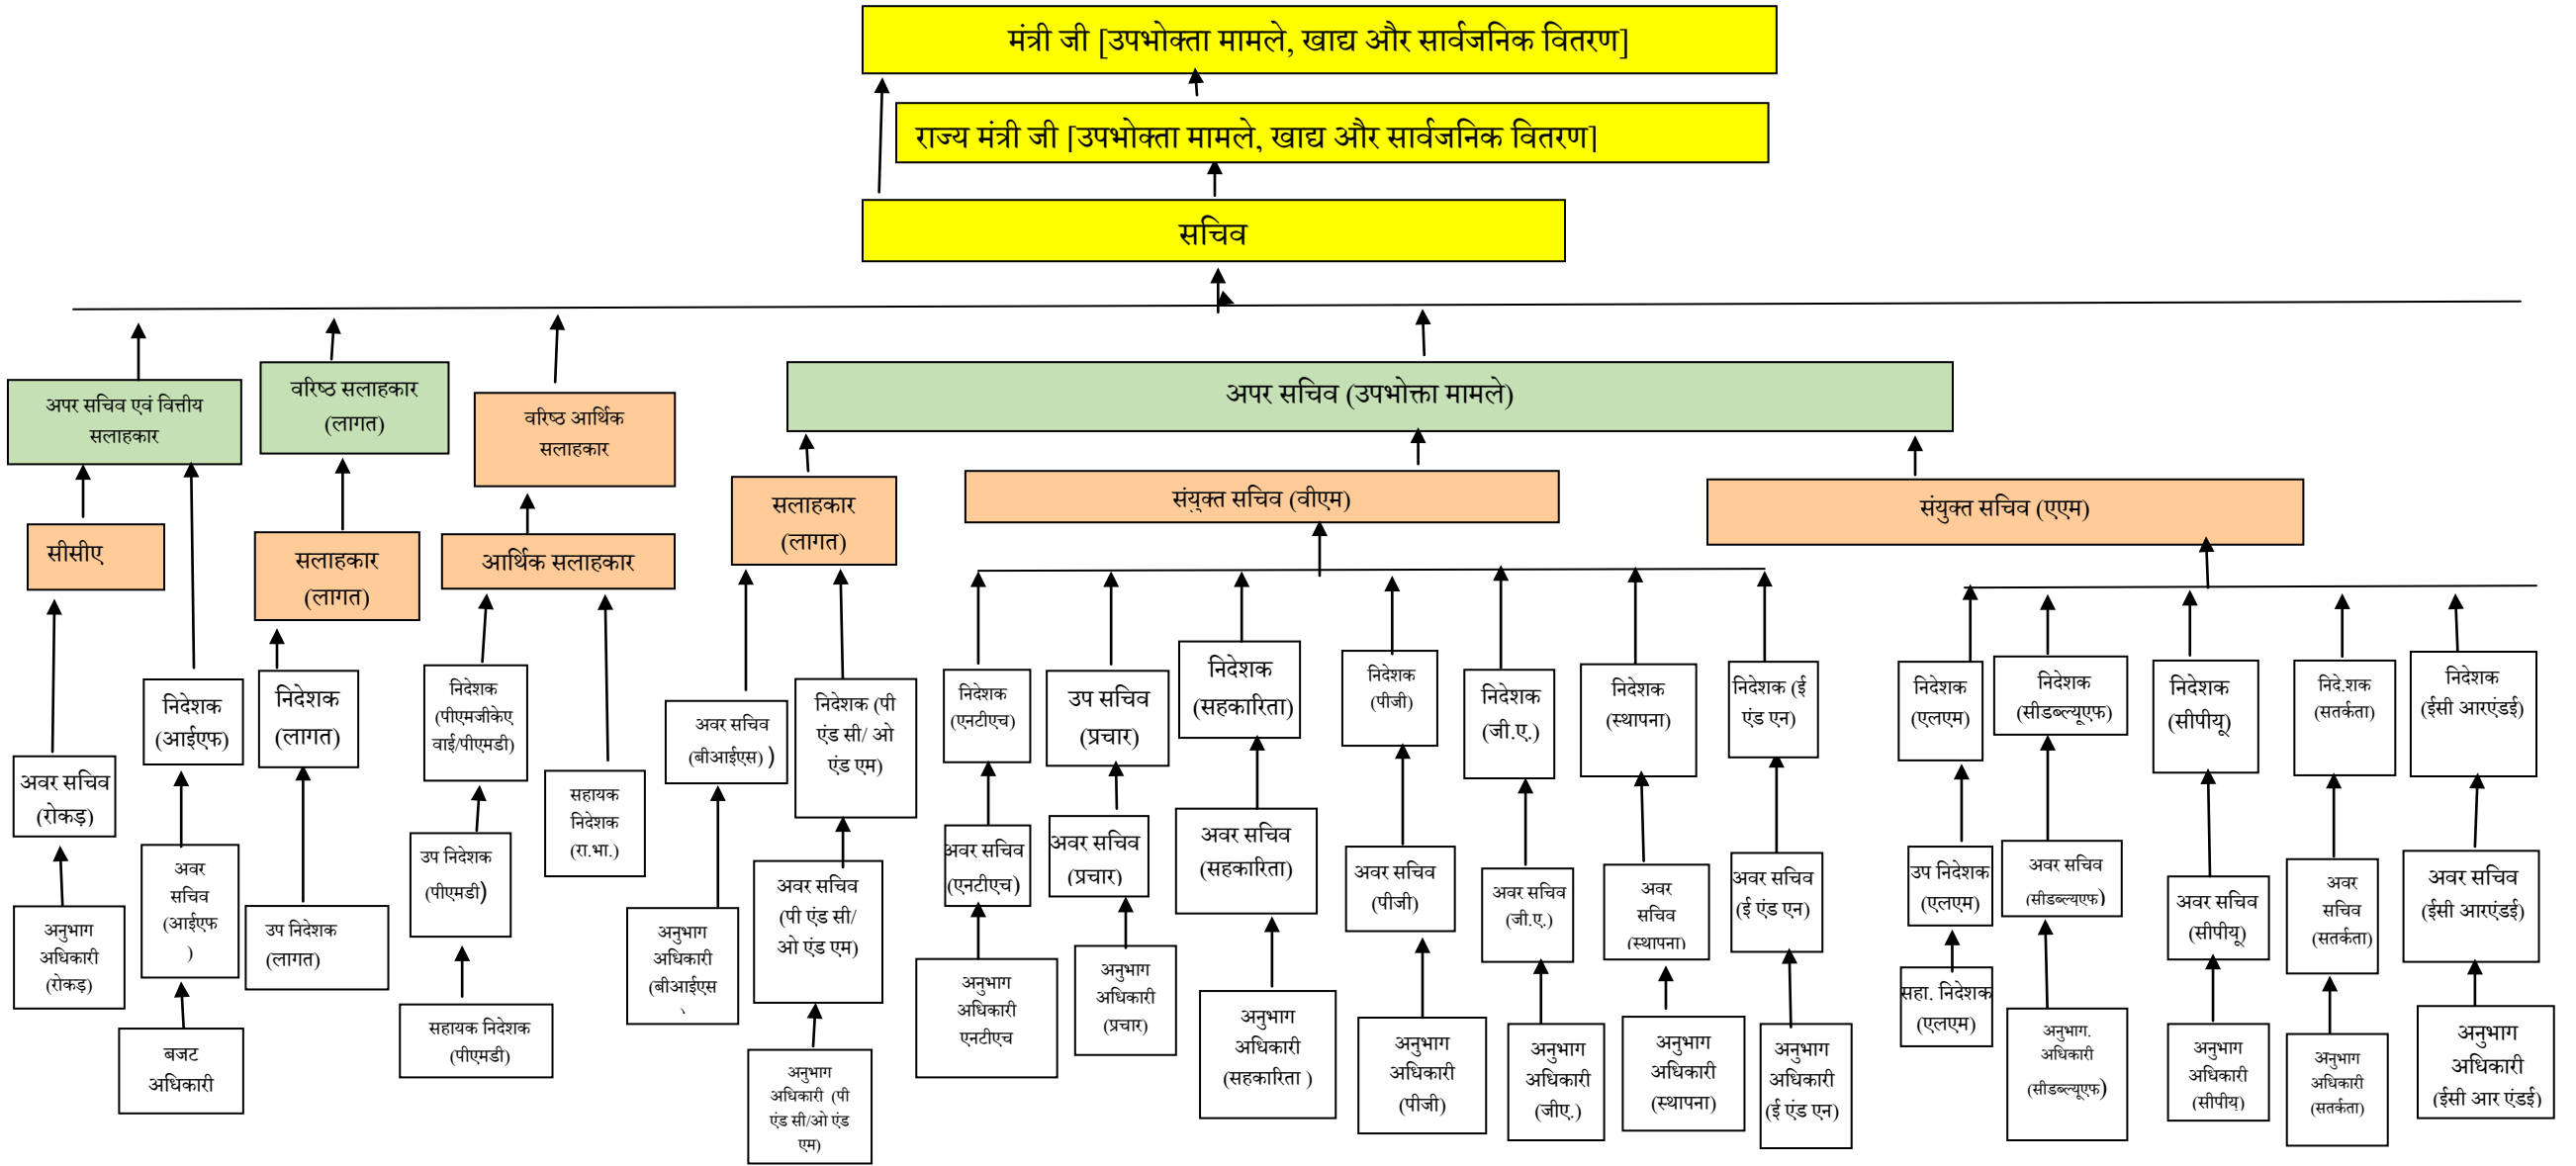 मंत्री जी [उपभोक्ता मामले, खाद्य और सार्वजनिक वितरण]
राज्य मंत्री जी [उपभोक्ता मामले, खाद्य और सार्वजनिक वितरण]
सचिव
अपर सचिव एवं वित्तीय
सलाहकार
वरिष्ठ सलाहकार
(लागत)
वरिष्ठ आर्थिक
सलाहकार
अपर सचिव (उपभोक्ता मामले)
सीसीए
सलाहकार
(लागत)
आर्थिक सलाहकार
सलाहकार
(लागत)
संयुक्त सचिव (वीएम)
संयुक्त सचिव (एएम)
निदेशक
(आईएफ)
निदेशक
(लागत)
निदेशक
(पीएमजीकेए
वाई/पीएमडी)
सहायक
निदेशक
(रा.भा.)
अवर सचिव
(बीआईएस) )
निदेशक (पी
एंड सी/ ओ
एंड एम)
निदेशक
(एनटीएच)
उप सचिव
(प्रचार)
निदेशक
(सहकारिता)
निदेशक
(पीजी)
निदेशक
(जी.ए.)
निदेशक
(स्थापना)
निदेशक (ई
एंड एन)
निदेशक
(एलएम)
निदेशक
(सीडब्ल्यूएफ)
निदेशक
(सीपीयू)
निदे.शक
(सतर्कता)
निदेशक
(ईसी आरएंडई)
अवर सचिव
(रोकड़)
अवर
सचिव
(आईएफ
)
उप निदेशक
(लागत)
उप निदेशक
(पीएमडी)
अनुभाग
अधिकारी
(बीआईएस
)
अवर सचिव
(पी एंड सी/
ओ एंड एम)
अवर सचिव
(एनटीएच)
अवर सचिव
(प्रचार)
अवर सचिव
(सहकारिता)
अवर सचिव
(पीजी)
अवर सचिव
(जी.ए.)
अवर
सचिव
(स्थापना)
अवर सचिव
(ई एंड एन)
उप निदेशक
(एलएम)
अवर सचिव
(सीडब्ल्यूएफ)
अवर सचिव
(सीपीयू)
अवर
सचिव
(सतर्कता)
अवर सचिव
(ईसी आरएंडई)
अनुभाग
अधिकारी
(रोकड़)
बजट
अधिकारी
सहायक निदेशक
(पीएमडी)
अनुभाग
अधिकारी (पी
एंड सी/ओ एंड
एम)
अनुभाग
अधिकारी
एनटीएच
अनुभाग
अधिकारी
(प्रचार)
अनुभाग
अधिकारी
(सहकारिता )
अनुभाग
अधिकारी
(पीजी)
अनुभाग
अधिकारी
(जीए.)
अनुभाग
अधिकारी
(स्थापना)
अनुभाग
अधिकारी
(ई एंड एन)
सहा. निदेशक
(एलएम)
अनुभाग.
अधिकारी
(सीडब्ल्यूएफ)
अनुभाग
अधिकारी
(सीपीयू)
अनुभाग
अधिकारी
(सतर्कता)
अनुभाग
अधिकारी
(ईसी आर एंडई)